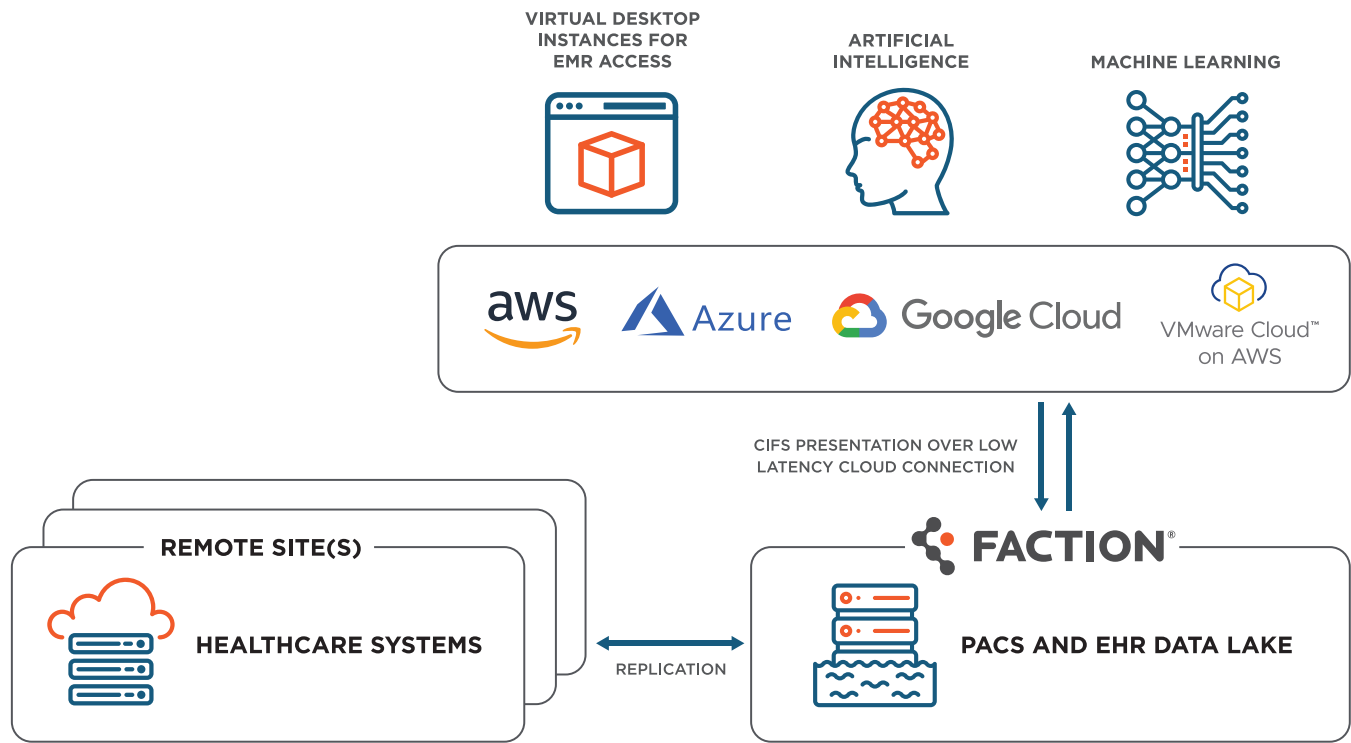 VIRTUAL DESKTOP
INSTANCES FOR
EMR ACCESS
ARTIFICIAL
INTELLIGENCE
MACHINE LEARNING
aws
Azure
Google Cloud
VMware Cloud™
on AWS
CIFS PRESENTATION OVER LOW
LATENCY CLOUD CONNECTION
REMOTE SITE(S)
HEALTHCARE SYSTEMS
REPLICATION
FACTION®
PACS AND EHR DATA LAKE